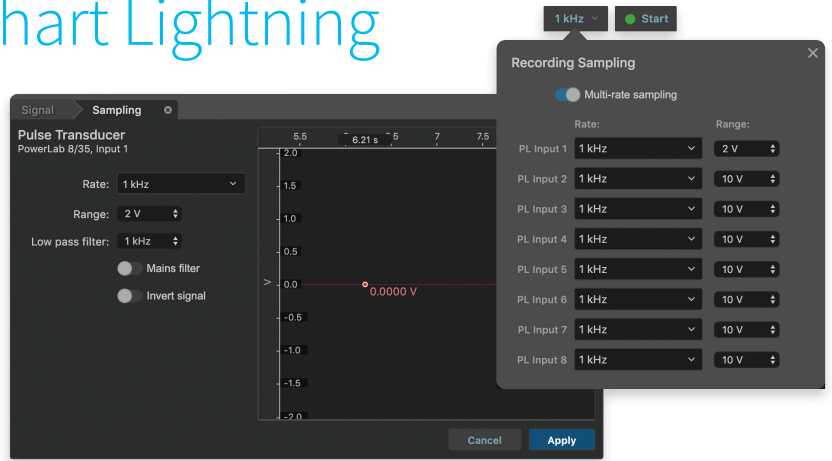 hart Lightning
1 kHz
Start
Recording Sampling
Multi-rate sampling
Rate: Range:
PL Input 1 1 kHz 2 V
PL Input 2 1 kHz 10 V
PL Input 3 1 kHz 10 V
PL Input 4 1 kHz 10 V
PL Input 5 1 kHz 10 V
PL Input 6 1 kHz 10 V
PL Input 7 1 kHz 10 V
PL Input 8 1 kHz 10 V
Signal Sampling
Pulse Transducer
PowerLab 8/35, Input 1
Rate: 1 kHz
Range: 2 V
Low pass filter: 1 kHz
Mains filter
Invert signal
5.5 6.21 s 5 7 7.5
2.0
1.5
1.0
0.5
V
0.0
0.0000 V
-0.5
-1.0
-1.5
-2.0
Cancel Apply